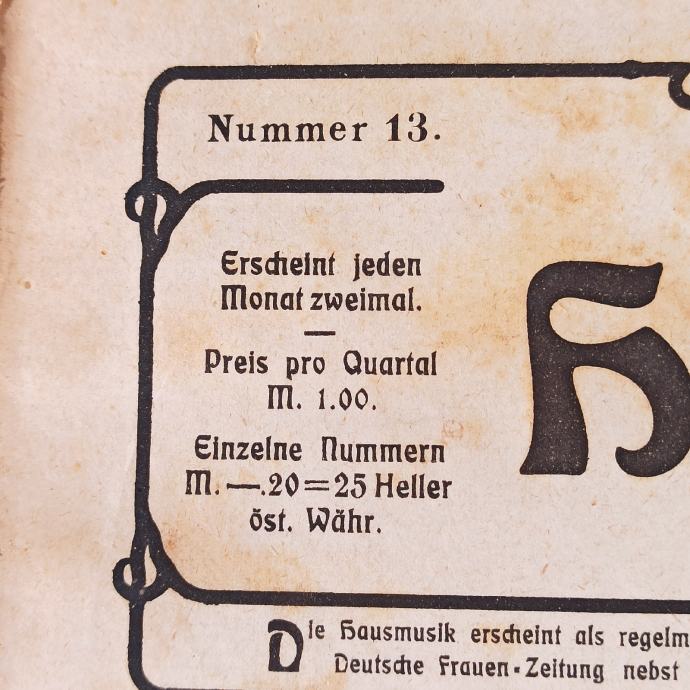 Nummer 13.
Erscheint jeden
Monat zweimal.
—
Preis pro Quartal
M. 1.00.
Einzelne Nummern
M. —.20=25 Heller
öst. Währ.
H
Die Hausmusik erscheint als regelm
Deutsche Frauen-Zeitung nebst